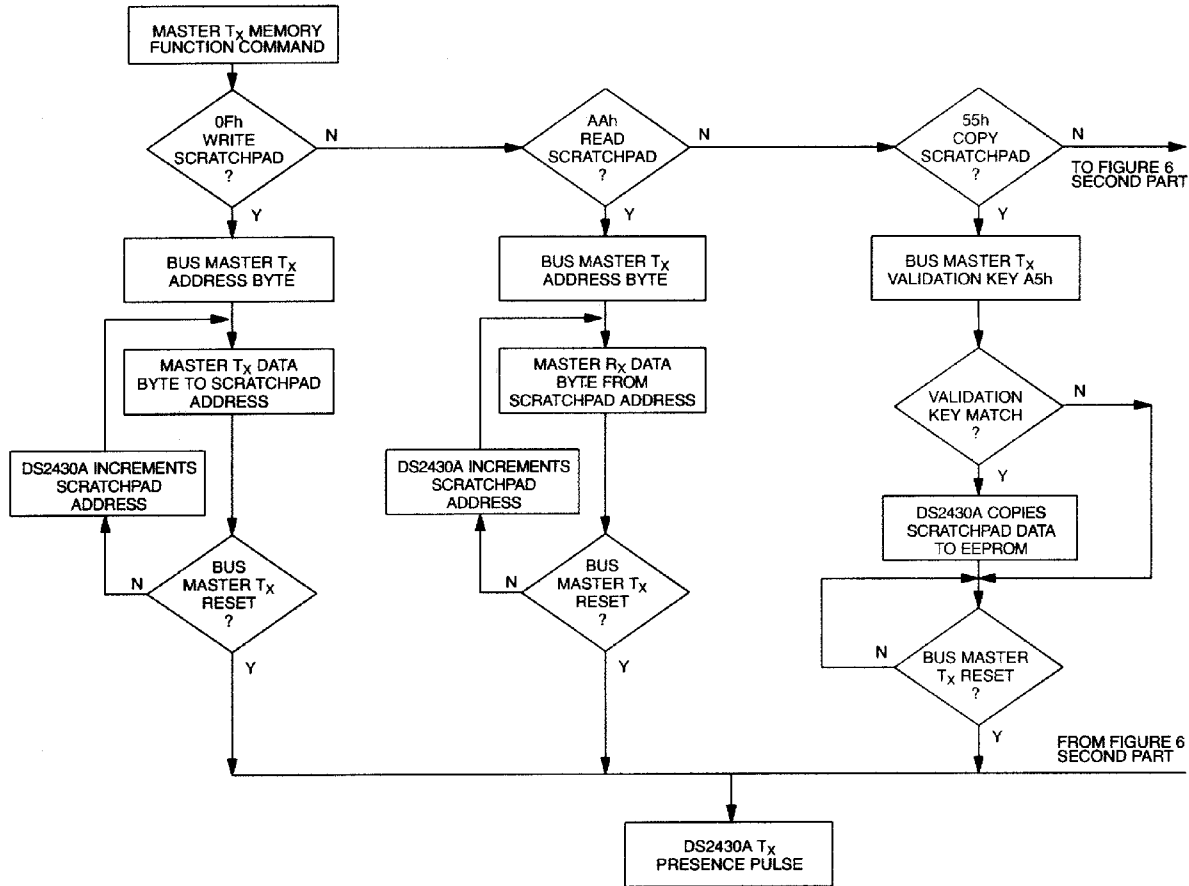 MASTER TX MEMORY
FUNCTION COMMAND
0Fh
WRITE
SCRATCHPAD
?
N
Y
AAh
READ
SCRATCHPAD
?
N
Y
55h
COPY
SCRATCHPAD
?
N
Y
TO FIGURE 6
SECOND PART
BUS MASTER TX
ADDRESS BYTE
BUS MASTER TX
ADDRESS BYTE
BUS MASTER TX
VALIDATION KEY A5h
MASTER TX DATA
BYTE TO SCRATCHPAD
ADDRESS
MASTER RX DATA
BYTE FROM
SCRATCHPAD ADDRESS
VALIDATION
KEY MATCH
?
N
Y
DS2430A INCREMENTS
SCRATCHPAD
ADDRESS
DS2430A INCREMENTS
SCRATCHPAD
ADDRESS
DS2430A COPIES
SCRATCHPAD DATA
TO EEPROM
BUS
MASTER TX
RESET
?
N
Y
BUS
MASTER TX
RESET
?
N
Y
BUS MASTER
TX RESET
?
N
Y
FROM FIGURE 6
SECOND PART
DS2430A TX
PRESENCE PULSE